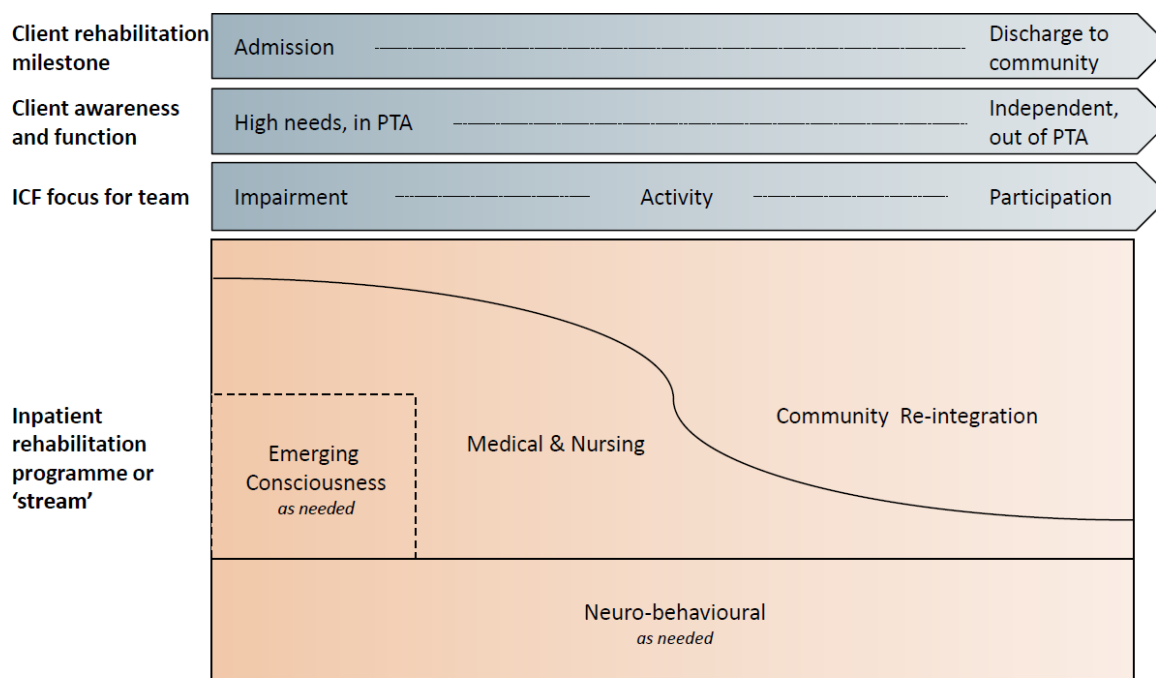 Client rehabilitation
milestone
Admission
Discharge to
community
Client awareness
and function
High needs, in PTA
Independent,
out of PTA
ICF focus for team
Impairment
Activity
Participation
Inpatient
rehabilitation
programme or
‘stream’
Emerging
Consciousness
as needed
Medical & Nursing
Community Re-integration
Neuro-behavioural
as needed